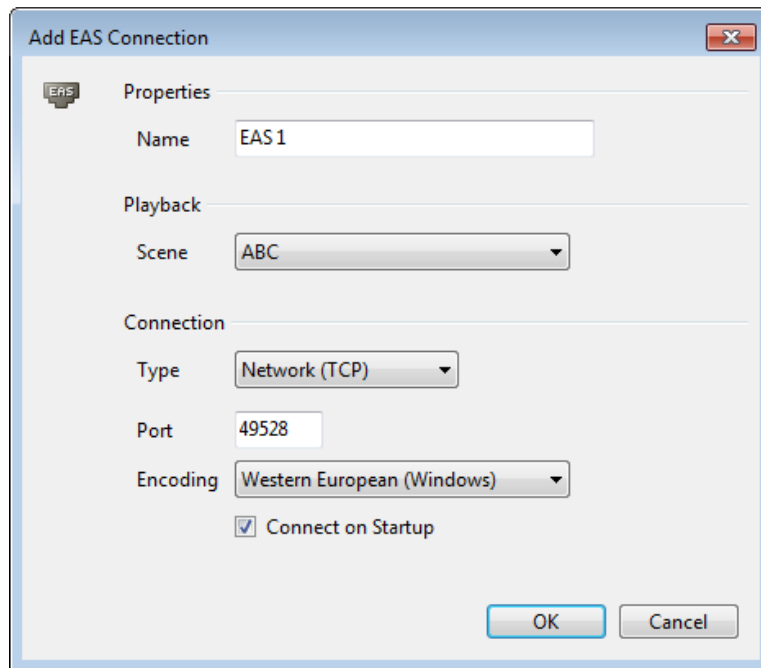 Add EAS Connection
EAS
Properties
Name EAS 1
Playback
Scene ABC
Connection
Type Network (TCP)
Port 49528
Encoding Western European (Windows)
Connect on Startup
OK Cancel